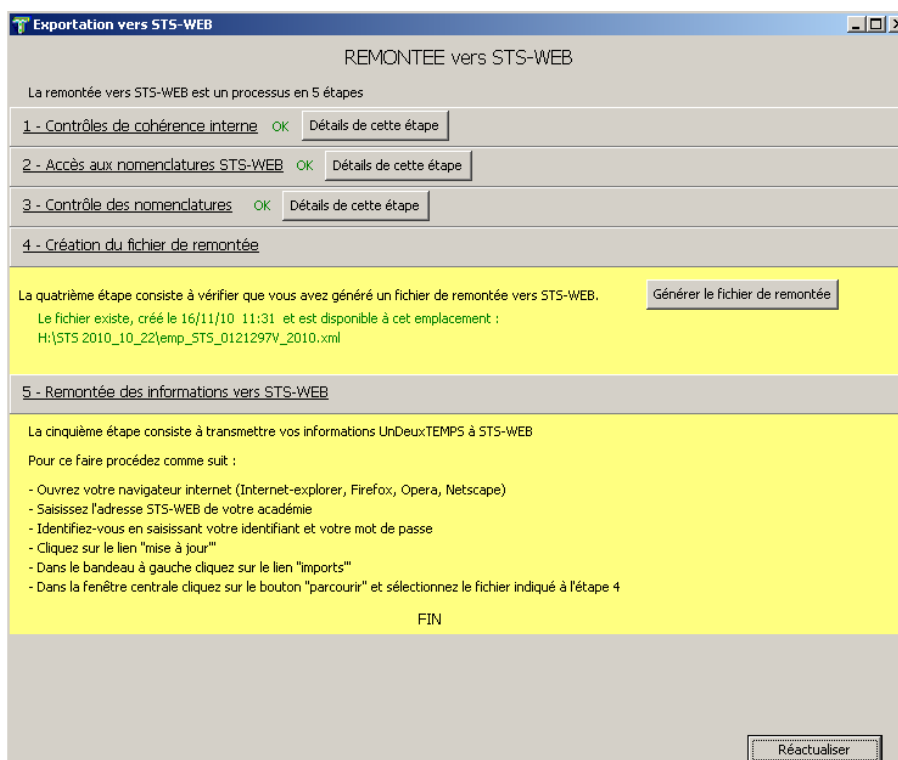 Exportation vers STS-WEB
REMONTEE vers STS-WEB
La remontée vers STS-WEB est un processus en 5 étapes
1 - Contrôles de cohérence interne OK Détails de cette étape
2 - Accès aux nomenclatures STS-WEB OK Détails de cette étape
3 - Contrôle des nomenclatures OK Détails de cette étape
4 - Création du fichier de remontée
La quatrième étape consiste à vérifier que vous avez généré un fichier de remontée vers STS-WEB. Générer le fichier de remontée
Le fichier existe, créé le 16/11/10 11:31 et est disponible à cet emplacement :
H:\STS 2010_10_22\emp_STS_0121297V_2010.xml
5 - Remontée des informations vers STS-WEB
La cinquième étape consiste à transmettre vos informations UnDeuxTEMPS à STS-WEB
Pour ce faire procédez comme suit :
- Ouvrez votre navigateur internet (Internet-explorer, Firefox, Opera, Netscape)
- Saisissez l'adresse STS-WEB de votre académie
- Identifiez-vous en saisissant votre identifiant et votre mot de passe
- Cliquez sur le lien "mise à jour'"
- Dans le bandeau à gauche cliquez sur le lien "imports'"
- Dans la fenêtre centrale cliquez sur le bouton "parcourir" et sélectionnez le fichier indiqué à l'étape 4
FIN
Réactualiser